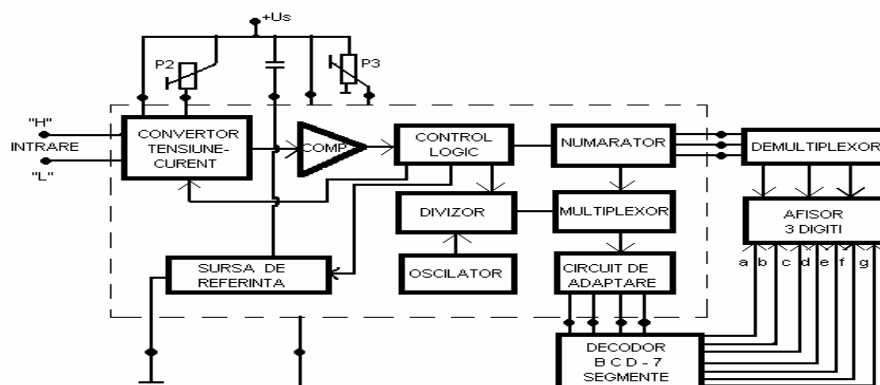 +Us
P2
P3
"H"
INTRARE
"L"
CONVERTOR
TENSIUNE-
CURENT
COMP
CONTROL
LOGIC
NUMARATOR
DEMULTIPLEXOR
DIVIZOR
MULTIPLEXOR
AFISOR
3 DIGITI
SURSA DE
REFERINTA
OSCILATOR
CIRCUIT DE
ADAPTARE
a b c d e f g
DECODOR
B C D - 7
SEGMENTE